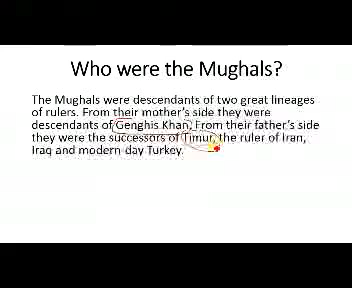 Who were the Mughals?
The Mughals were descendants of two great lineages
of rulers. From their mother's side they were
descendants of Genghis Khan. From their father's side
they were the successors of Timur, the ruler of Iran,
Iraq and modern-day Turkey.